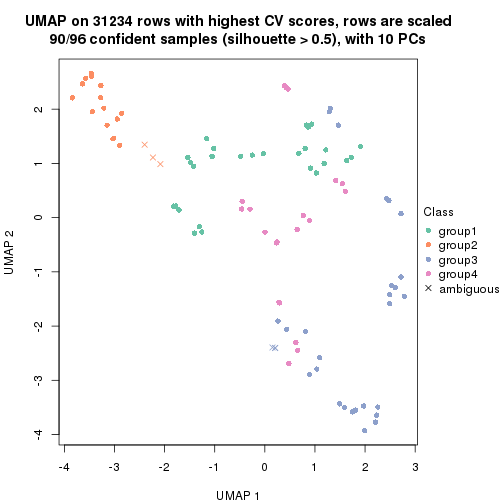 UMAP on 31234 rows with highest CV scores, rows are scaled
90/96 confident samples (silhouette > 0.5), with 10 PCs
2
1
0
-1
-2
-3
-4
UMAP 2
-4 -3 -2 -1 0 1 2 3
UMAP 1
Class
group1
group2
group3
group4
ambiguous